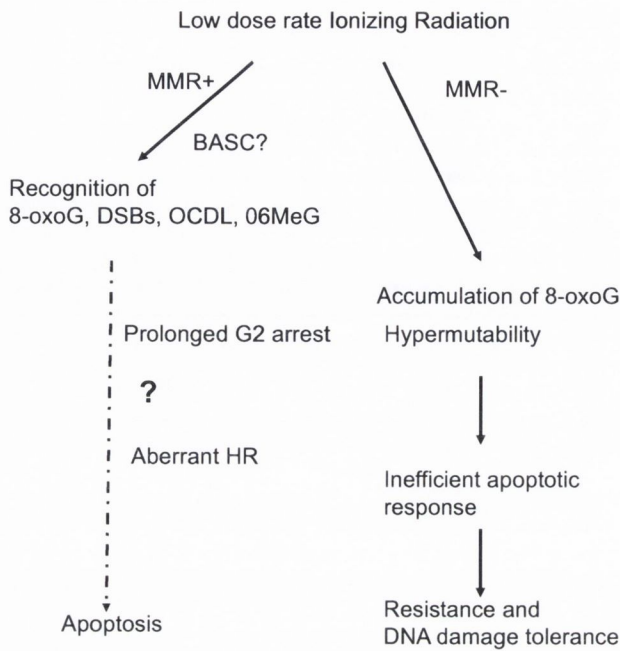 Low dose rate Ionizing Radiation
MMR+
MMR-
BASC?
Recognition of
8-oxoG, DSBs, OCDL, 06MeG
Accumulation of 8-oxoG
Prolonged G2 arrest
Hypermutability
?
Aberrant HR
Inefficient apoptotic
response
Apoptosis
Resistance and
DNA damage tolerance